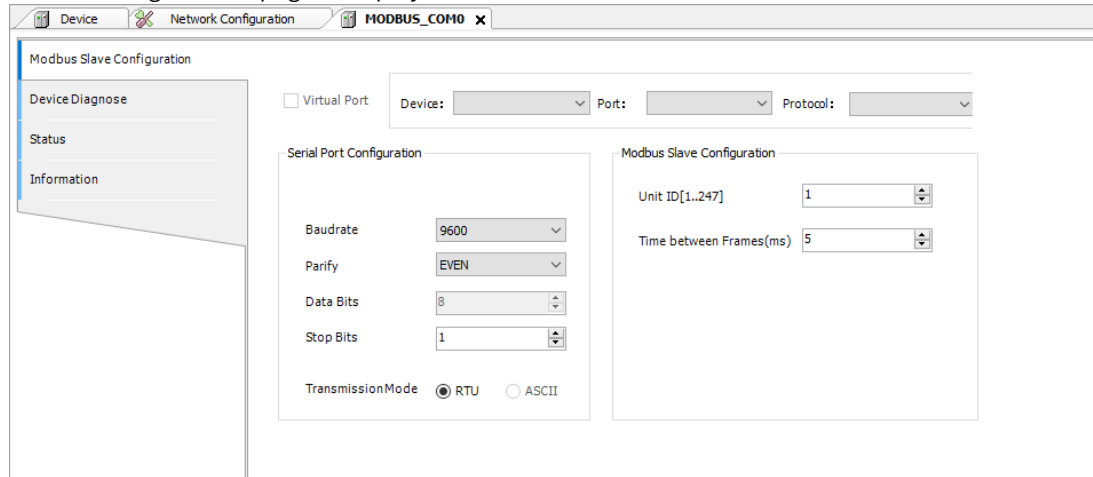 Device
Network Configuration
MODBUS_COM0 x
Modbus Slave Configuration
Device Diagnose
Status
Information
Virtual Port
Device:
Port:
Protocol:
Serial Port Configuration
Baudrate 9600
Parify EVEN
Data Bits 8
Stop Bits 1
TransmissionMode RTU ASCII
Modbus Slave Configuration
Unit ID[1..247] 1
Time between Frames(ms) 5